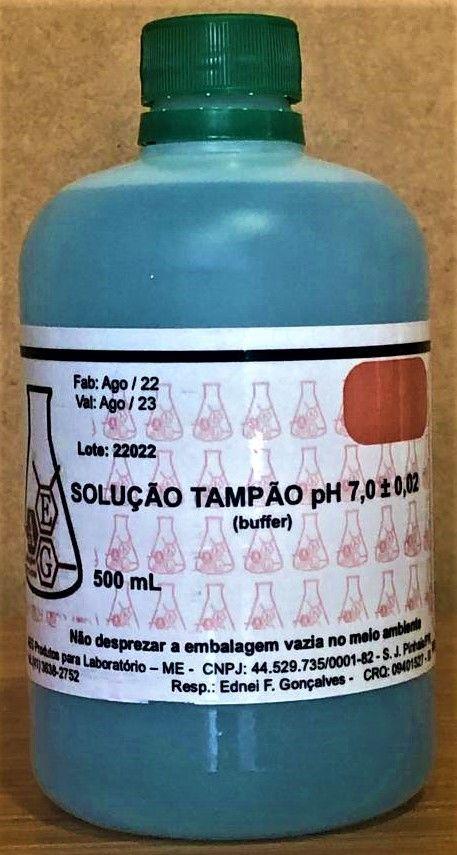 Fab: Ago / 22
Val: Ago / 23
Lote: 22022
SOLUÇÃO TAMPÃO pH 7,0 ± 0,02
(buffer)
E
G
500 mL
Não desprezar a embalagem vazia no meio ambiente
Produtos para Laboratório – ME - CNPJ: 44.529.735/0001-82 - S. J. Pinhais
3638-2752
Resp.: Ednei F. Gonçalves - CRQ: 09401527 -